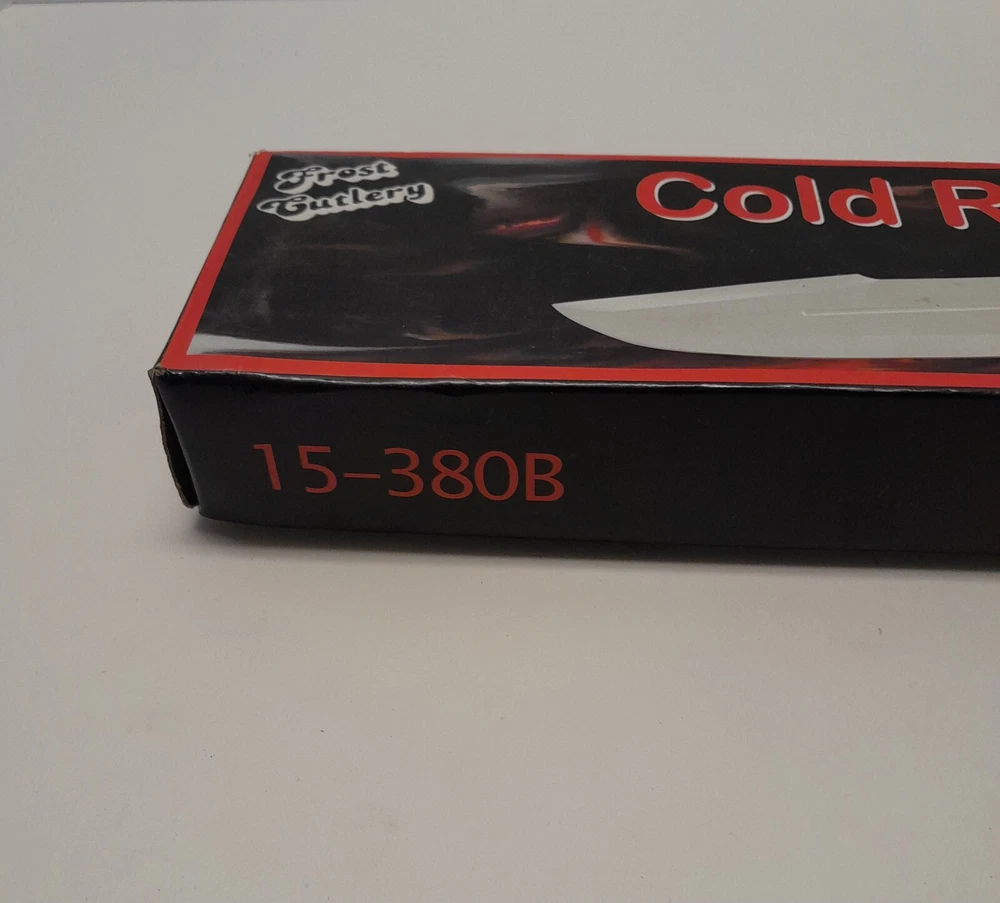 Frost
Cutlery
Cold R
15-380B